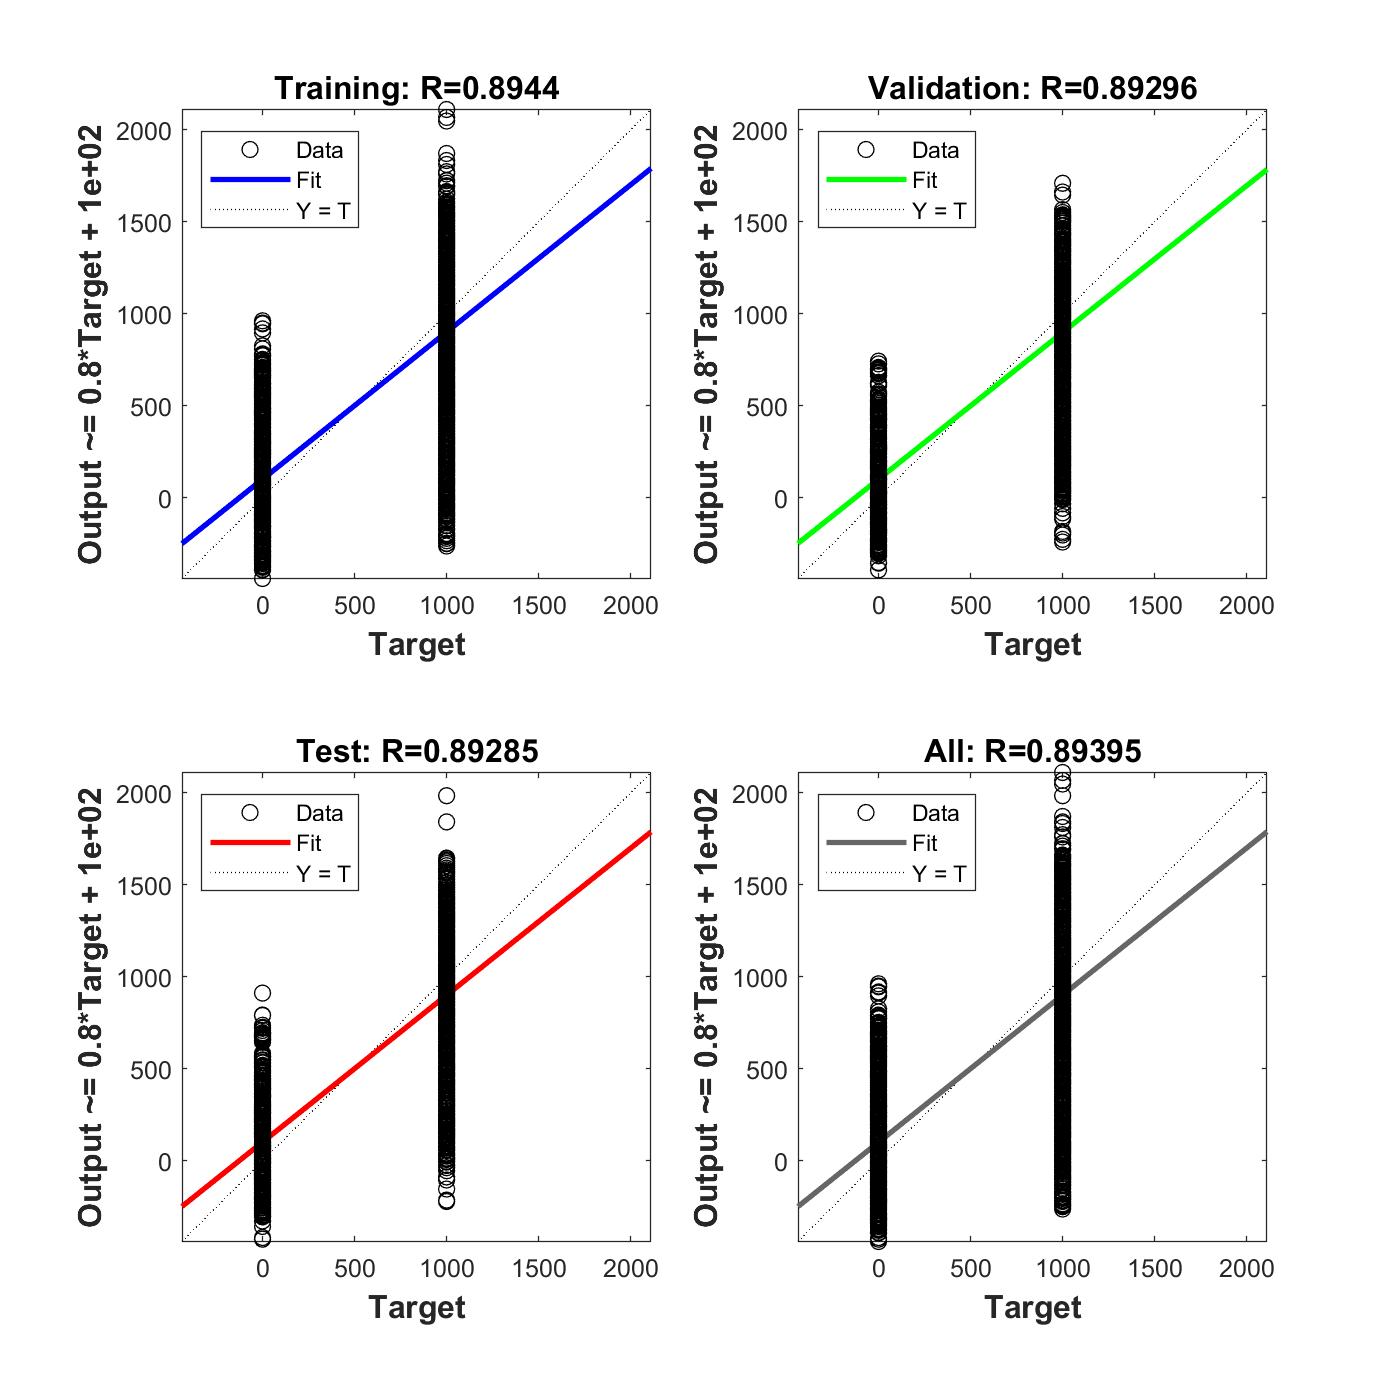 Training: R=0.8944
Output ~= 0.8*Target + 1e+02
2000
1500
1000
500
0
Data
Fit
Y = T
0 500 1000 1500 2000
Target
Validation: R=0.89296
Output ~= 0.8*Target + 1e+02
2000
1500
1000
500
0
Data
Fit
Y = T
0 500 1000 1500 2000
Target
Test: R=0.89285
Output ~= 0.8*Target + 1e+02
2000
1500
1000
500
0
Data
Fit
Y = T
0 500 1000 1500 2000
Target
All: R=0.89395
Output ~= 0.8*Target + 1e+02
2000
1500
1000
500
0
Data
Fit
Y = T
0 500 1000 1500 2000
Target